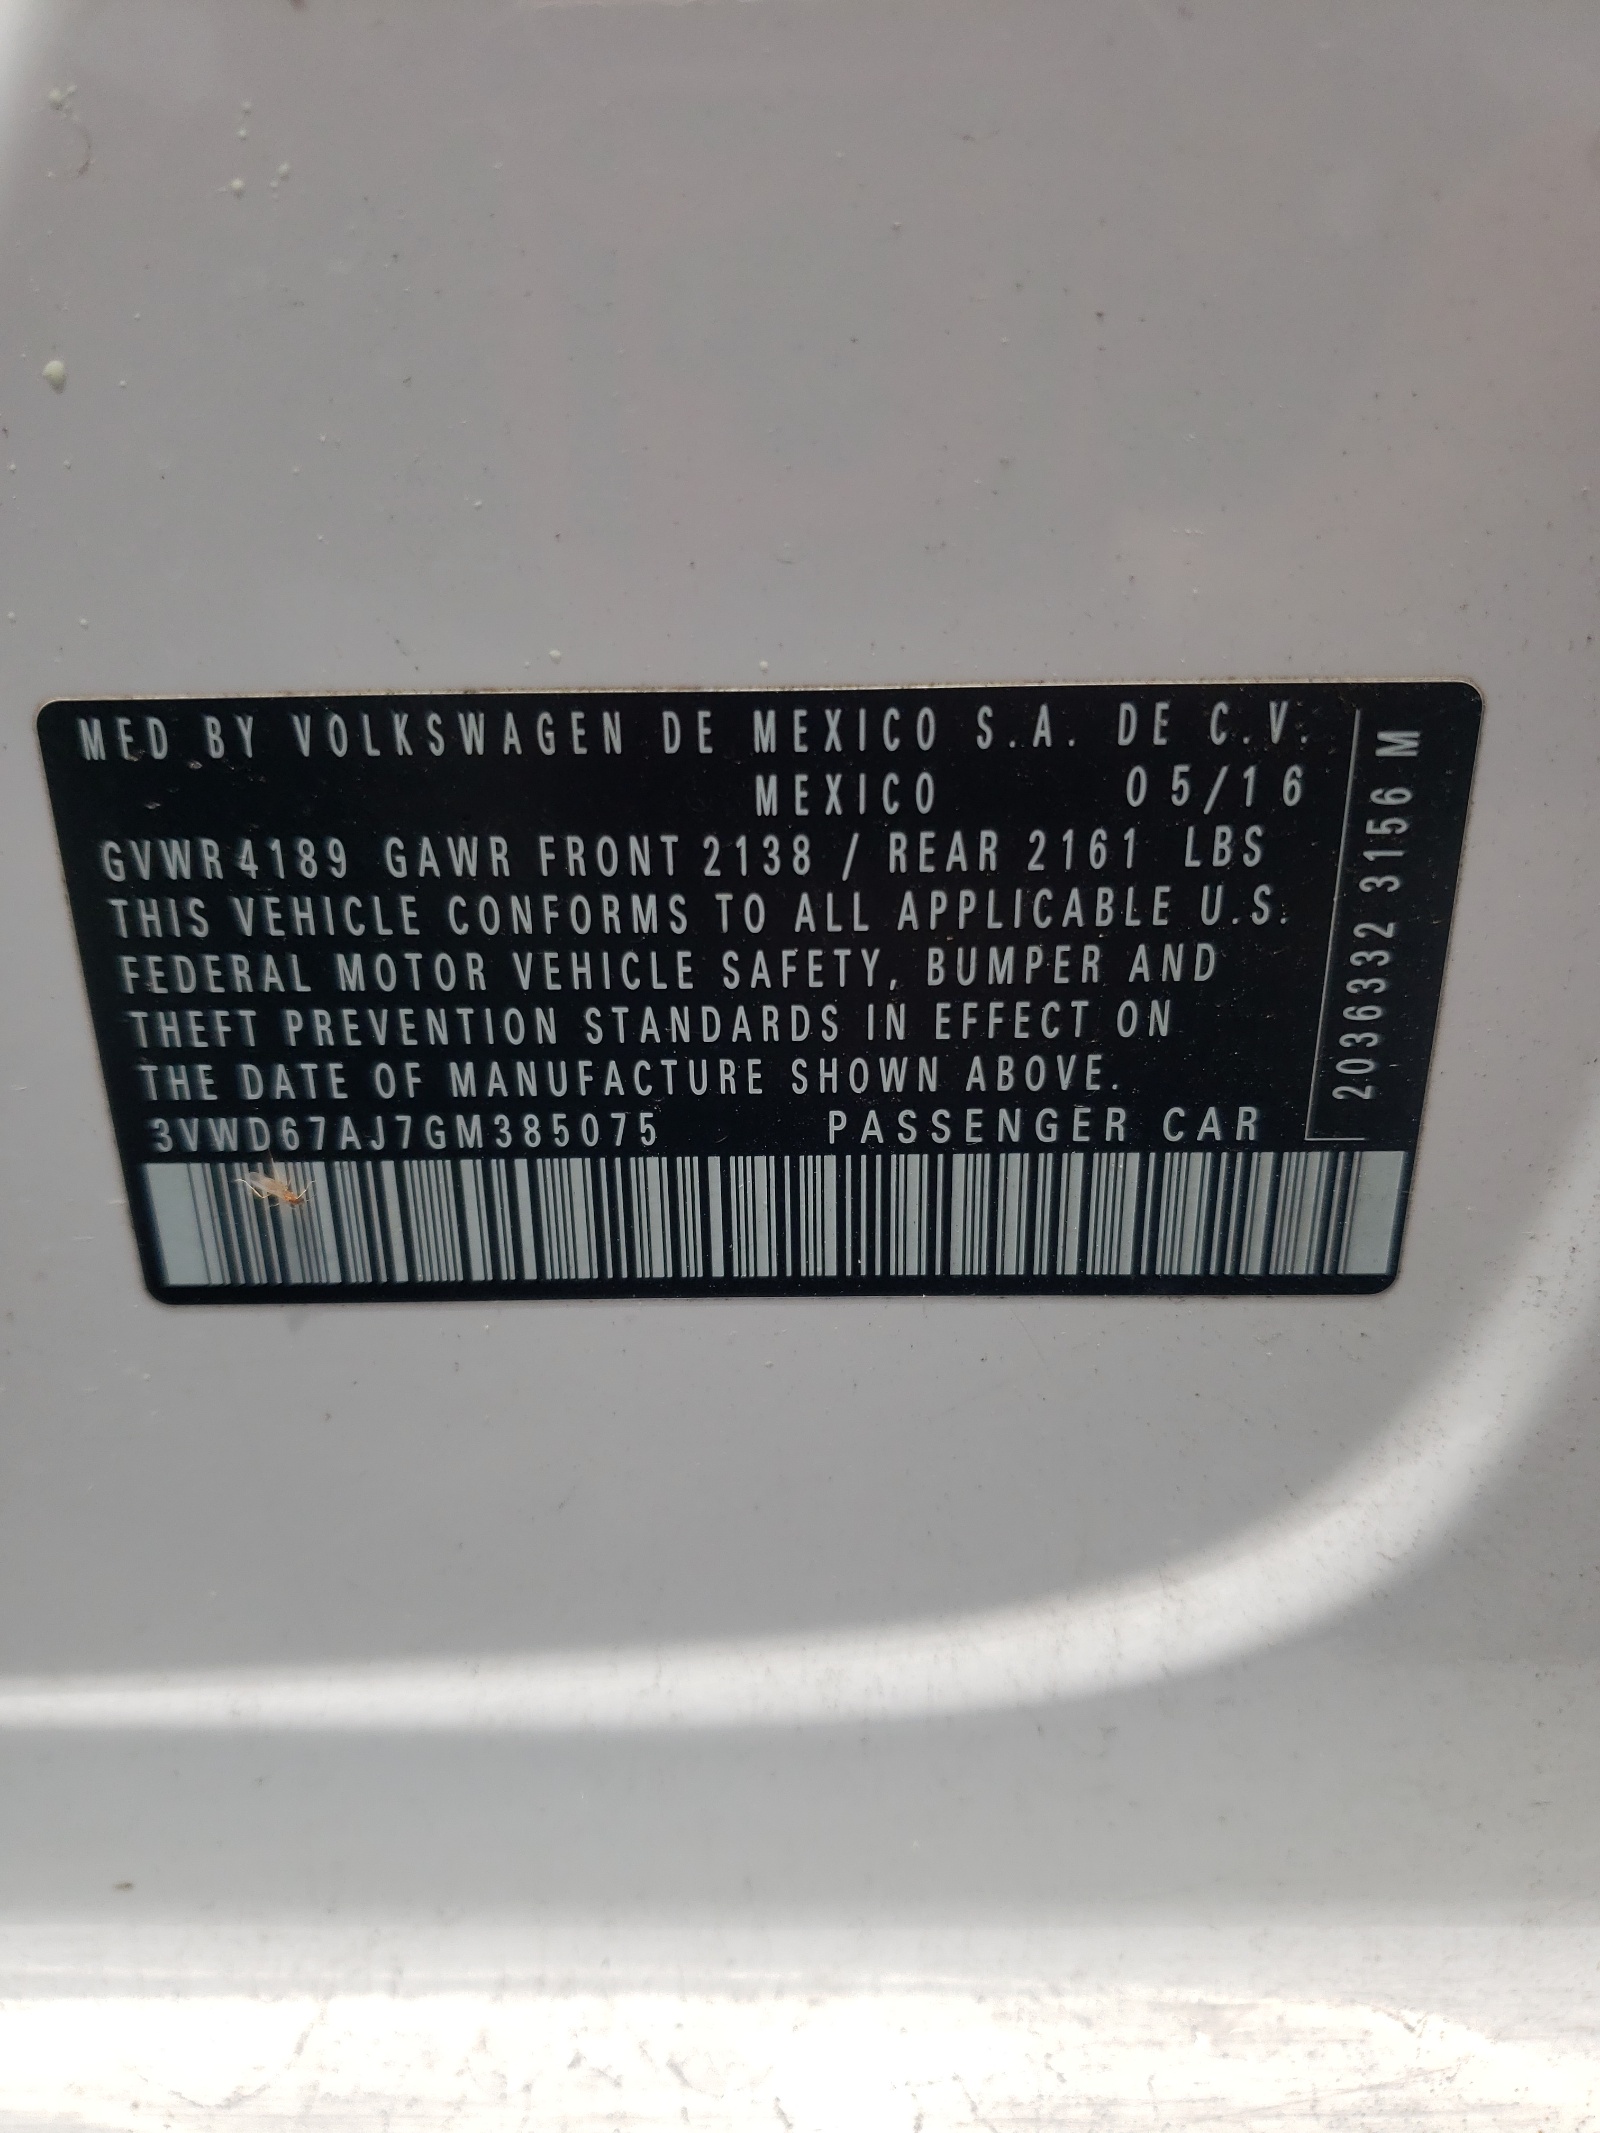 MFD BY VOLKSWAGEN DE MEXICO S.A. DE C.V.
MEXICO 05/16
GVWR 4189 GAWR FRONT 2138 / REAR 2161 LBS
THIS VEHICLE CONFORMS TO ALL APPLICABLE U.S.
FEDERAL MOTOR VEHICLE SAFETY, BUMPER AND
THEFT PREVENTION STANDARDS IN EFFECT ON
THE DATE OF MANUFACTURE SHOWN ABOVE.
3VWD67AJ7GM385075 PASSENGER CAR
2036332 3156 M